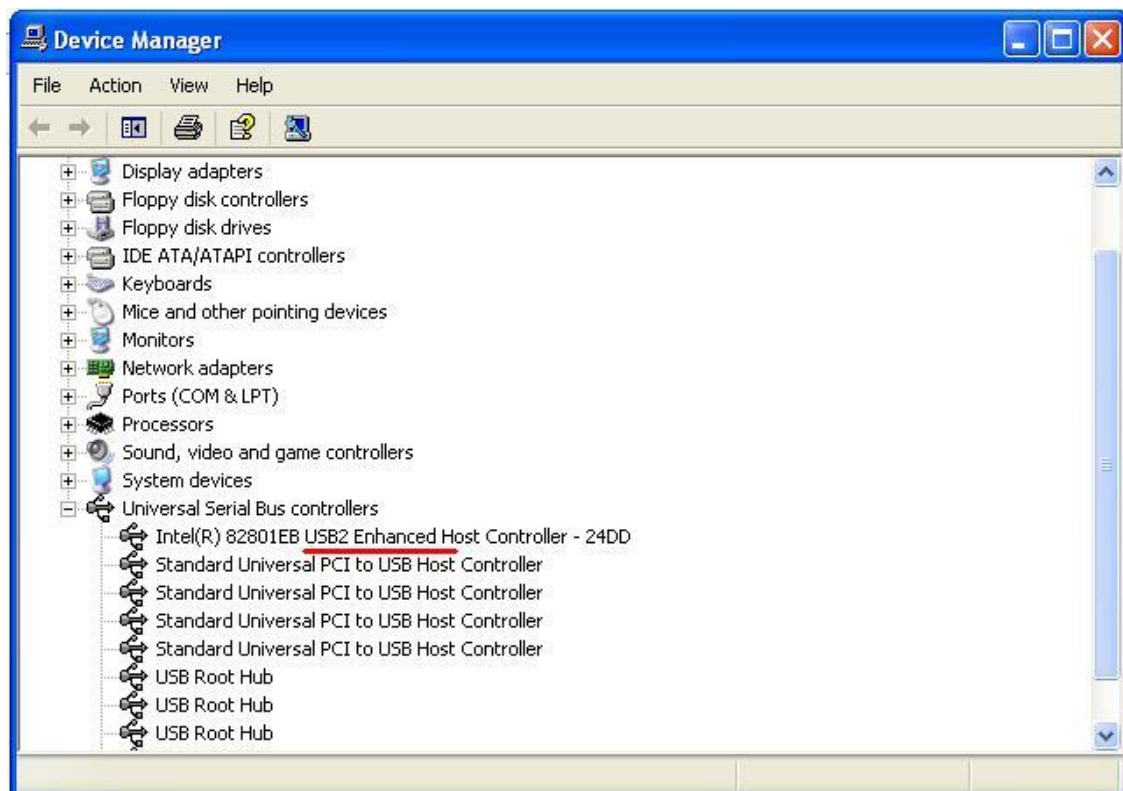 Device Manager
File Action View Help
Display adapters
Floppy disk controllers
Floppy disk drives
IDE ATA/ATAPI controllers
Keyboards
Mice and other pointing devices
Monitors
Network adapters
Ports (COM & LPT)
Processors
Sound, video and game controllers
System devices
Universal Serial Bus controllers
Intel(R) 82801EB USB2 Enhanced Host Controller - 24DD
Standard Universal PCI to USB Host Controller
Standard Universal PCI to USB Host Controller
Standard Universal PCI to USB Host Controller
Standard Universal PCI to USB Host Controller
USB Root Hub
USB Root Hub
USB Root Hub